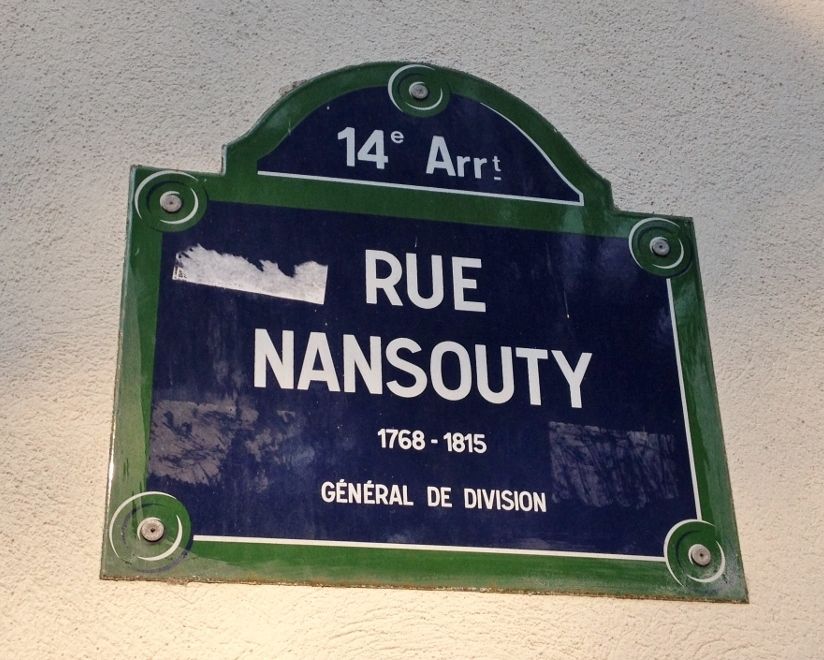 14e Arrt
RUE
NANSOUTY
1768 - 1815
GÉNÉRAL DE DIVISION